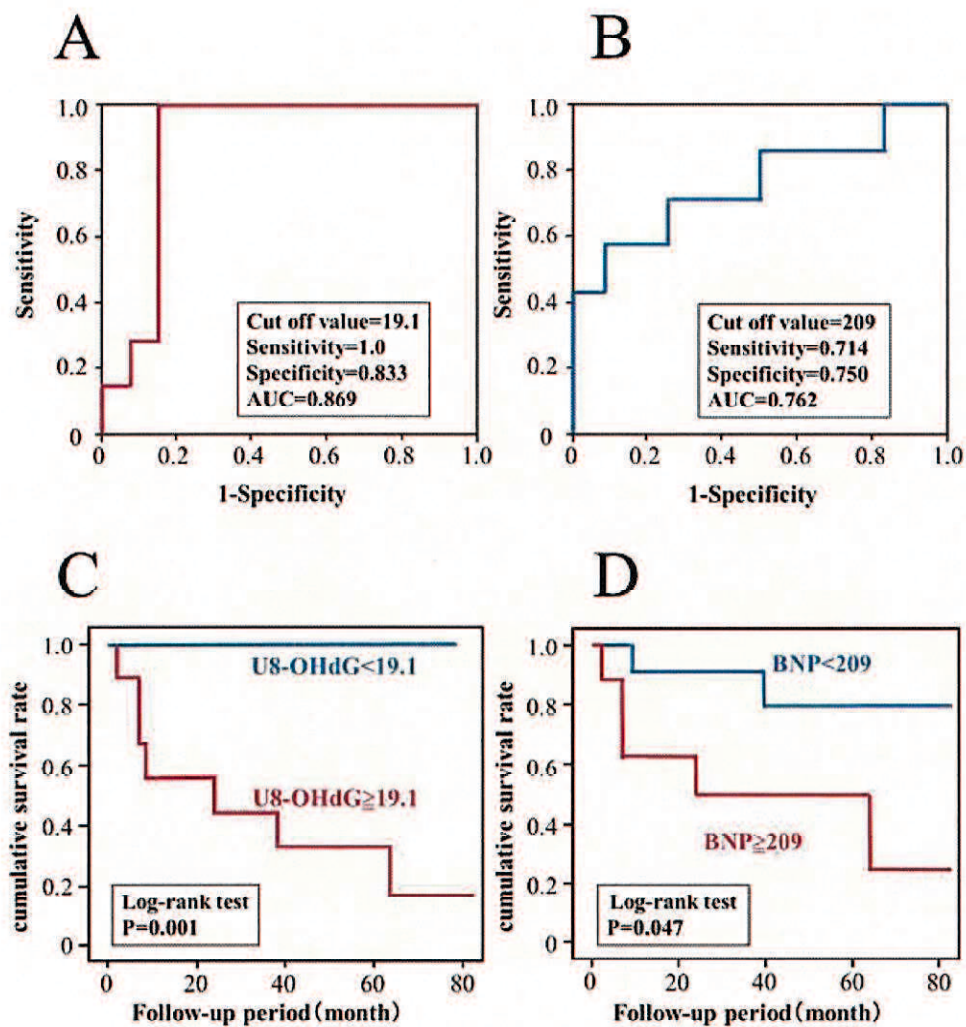 A
1.0
0.8
0.6
0.4
0.2
0
Sensitivity
Cut off value=19.1
Sensitivity=1.0
Specificity=0.833
AUC=0.869
0 0.2 0.4 0.6 0.8 1.0
1-Specificity
B
1.0
0.8
0.6
0.4
0.2
0
Sensitivity
Cut off value=209
Sensitivity=0.714
Specificity=0.750
AUC=0.762
0 0.2 0.4 0.6 0.8 1.0
1-Specificity
C
1.0
0.8
0.6
0.4
0.2
0
cumulative survival rate
U8-OHdG<19.1
U8-OHdG≧19.1
Log-rank test
P=0.001
0 20 40 60 80
Follow-up period(month)
D
1.0
0.8
0.6
0.4
0.2
0
cumulative survival rate
BNP<209
BNP≧209
Log-rank test
P=0.047
0 20 40 60 80
Follow-up period(month)